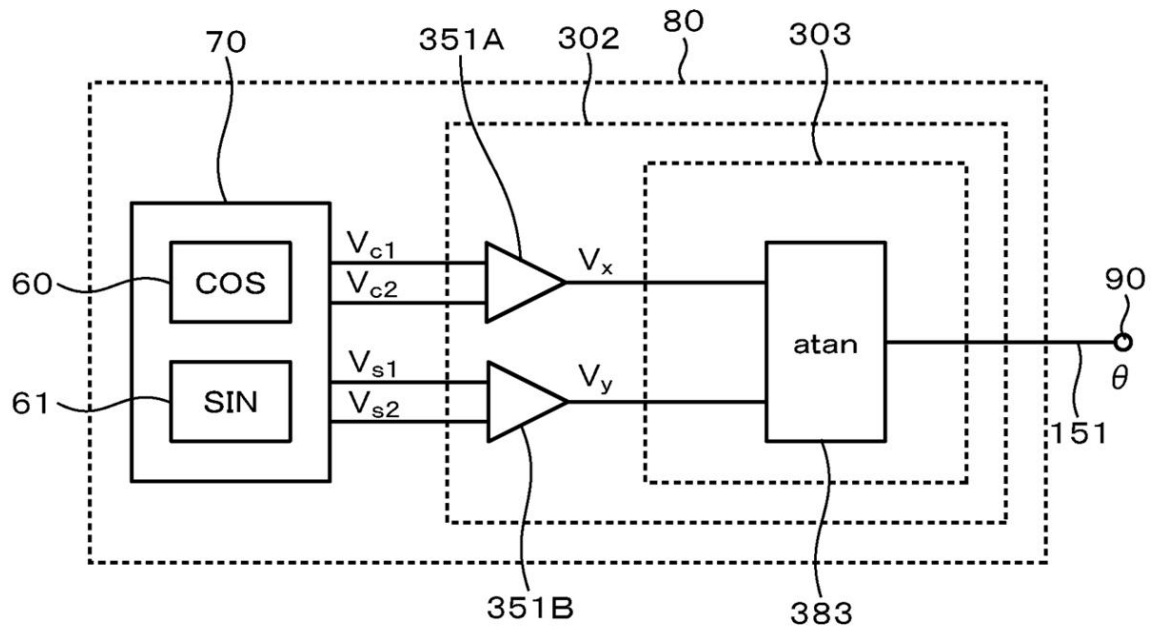 80
70
351A
302
303
V_c1
COS
60
V_c2
V_x
90
atan
V_s1
θ
SIN
61
V_s2
V_y
151
351B
383